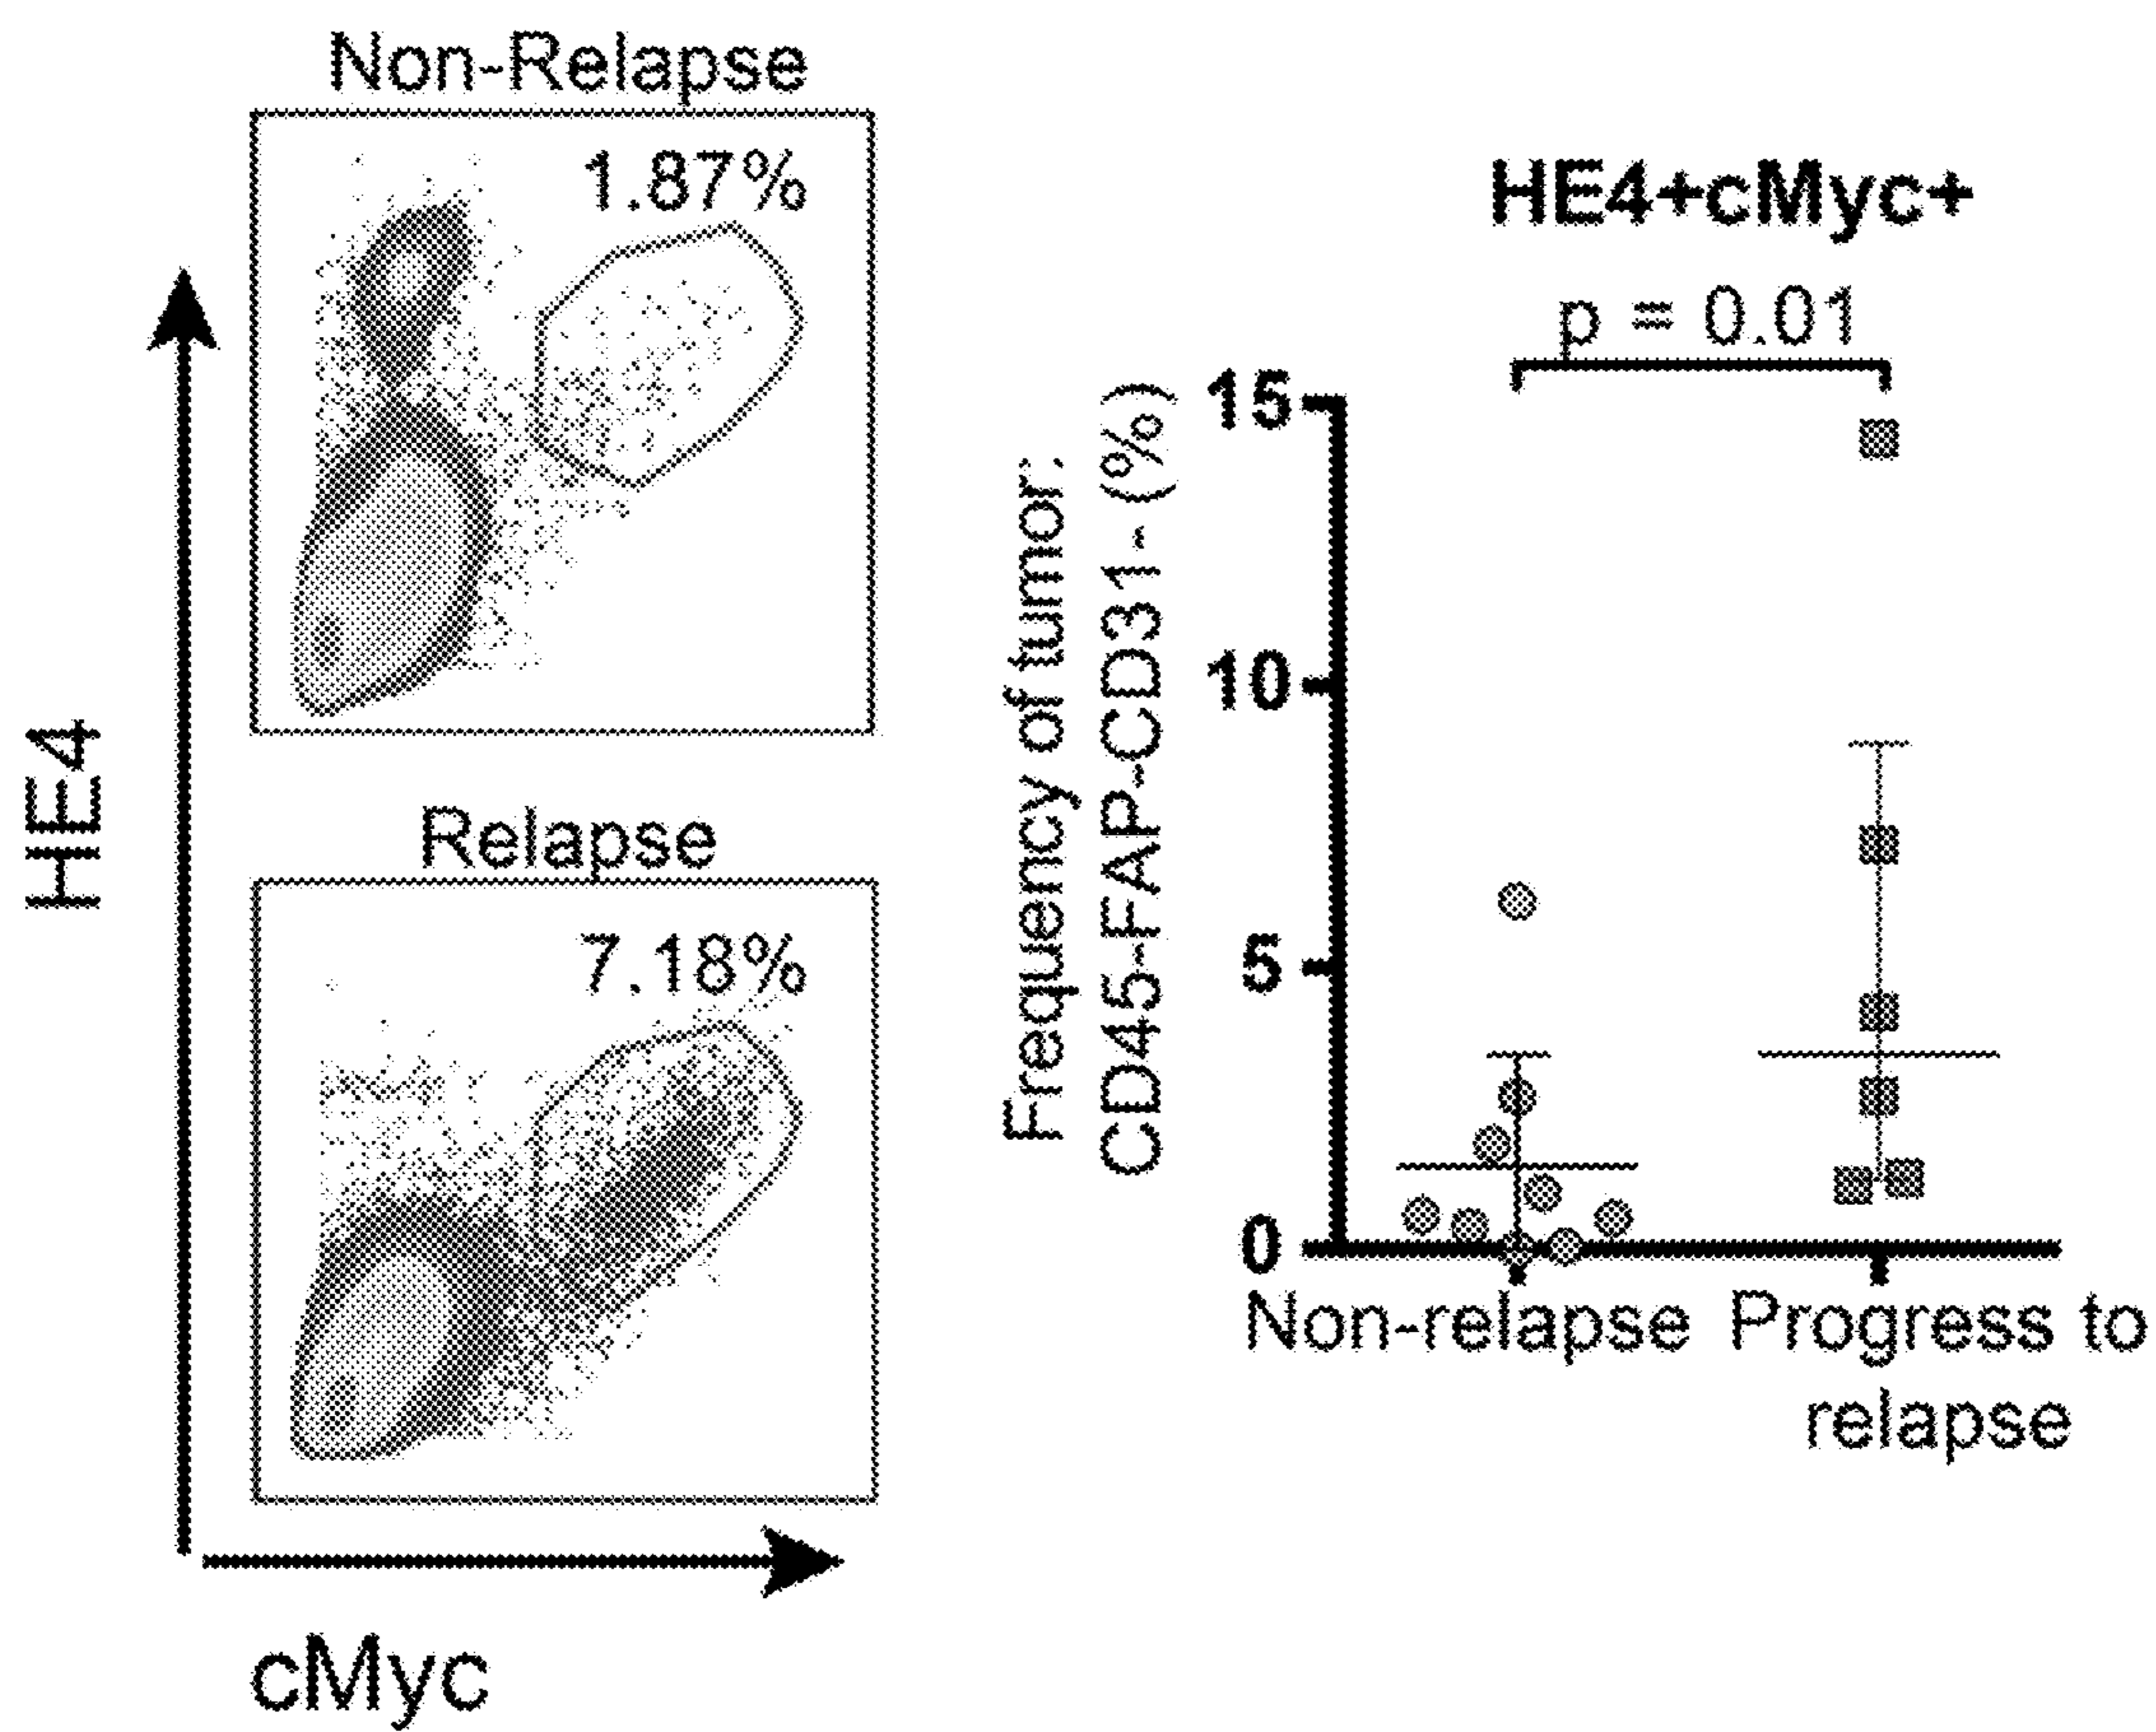 Non-Relapse
1.87%
HE4
Relapse
7.18%
cMyc
HE4+cMyc+
p = 0.01
Frequency of tumor:
CD45-FAP-CD31- (%)
15
10
5
0
Non-relapse
Progress to
relapse